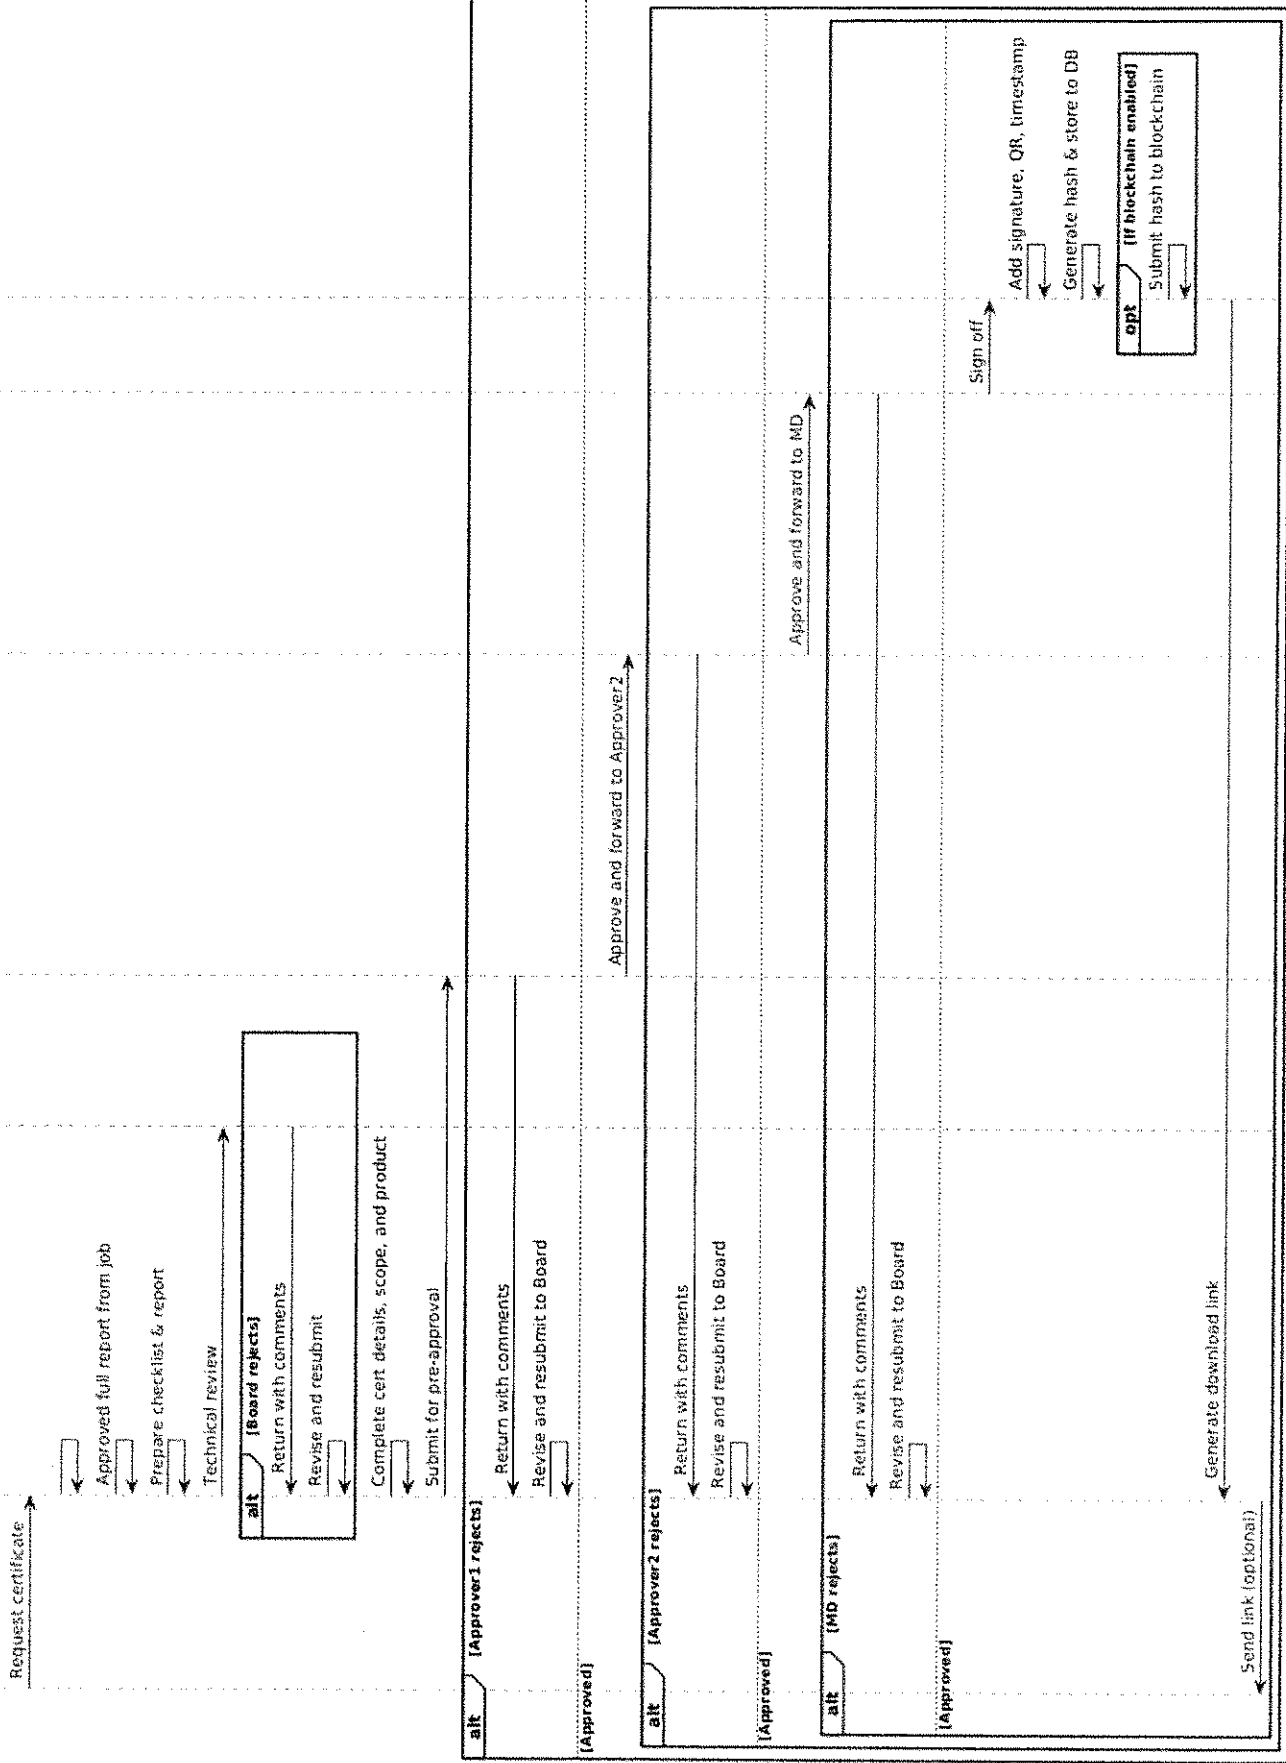 Request certificate
Approved full report from job
Prepare checklist & report
Technical review
alt [Board rejects]
Return with comments
Revise and resubmit
Complete cert details, scope, and product
Submit for pre-approval
alt [Approver1 rejects]
Return with comments
Revise and resubmit to Board
[Approved]
Approve and forward to Approver2
alt [Approver2 rejects]
Return with comments
Revise and resubmit to Board
[Approved]
Approve and forward to MD
alt [MD rejects]
Return with comments
Revise and resubmit to Board
[Approved]
Sign off
Add signature, QR, timestamp
Generate hash & store to DB
opt [If blockchain enabled]
Submit hash to blockchain
Generate download link
Send link (optional)